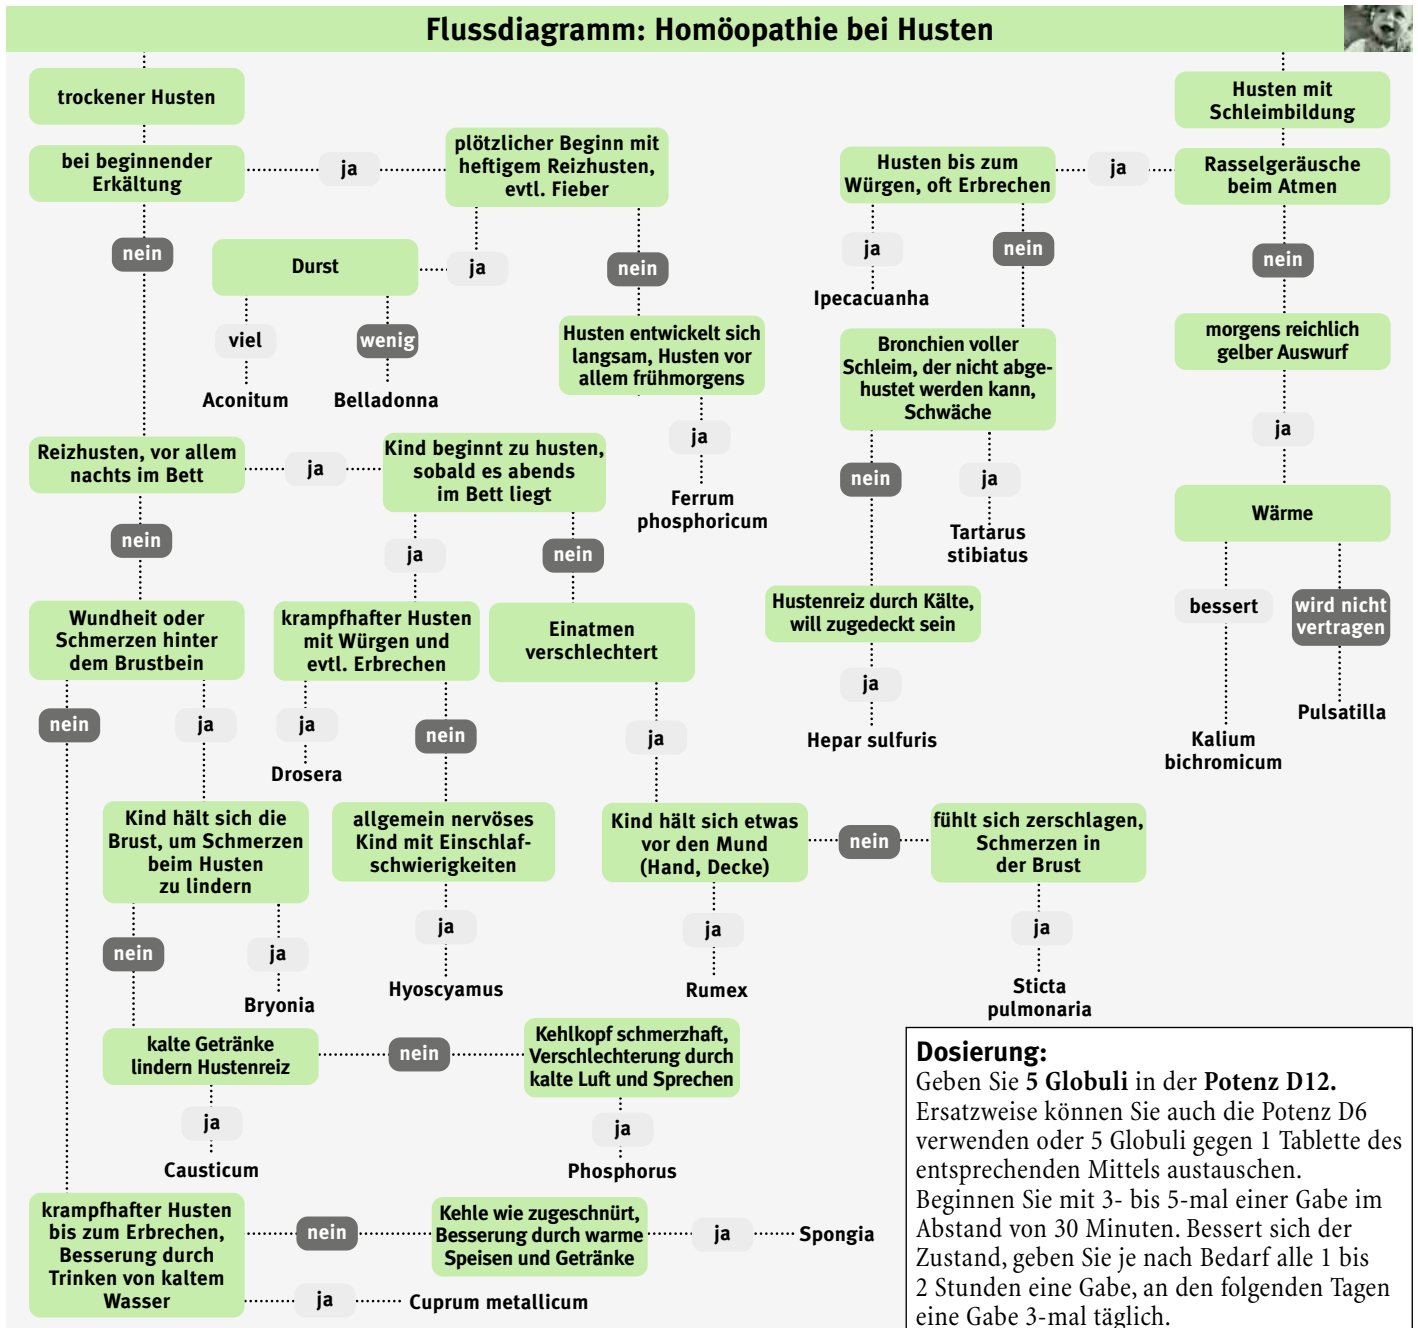 Flussdiagramm: Homöopathie bei Husten
trockener Husten
bei beginnender
Erkältung
ja
plötzlicher Beginn mit
heftigem Reizhusten,
evtl. Fieber
ja
Durst
viel
Aconitum
wenig
Belladonna
nein
Husten entwickelt sich
langsam, Husten vor
allem frühmorgens
ja
Ferrum
phosphoricum
nein
Reizhusten, vor allem
nachts im Bett
ja
Kind beginnt zu husten,
sobald es abends
im Bett liegt
ja
krampfhafter Husten
mit Würgen und
evtl. Erbrechen
ja
Drosera
nein
allgemein nervöses
Kind mit Einschlaf-
schwierigkeiten
ja
Hyoscyamus
nein
Einatmen
verschlechtert
ja
Kind hält sich etwas
vor den Mund
(Hand, Decke)
ja
Rumex
nein
fühlt sich zerschlagen,
Schmerzen in
der Brust
ja
Sticta
pulmonaria
nein
Wundheit oder
Schmerzen hinter
dem Brustbein
ja
Kind hält sich die
Brust, um Schmerzen
beim Husten
zu lindern
ja
Bryonia
nein
kalte Getränke
lindern Hustenreiz
ja
Causticum
nein
Kehlkopf schmerzhaft,
Verschlechterung durch
kalte Luft und Sprechen
ja
Phosphorus
nein
krampfhafter Husten
bis zum Erbrechen,
Besserung durch
Trinken von kaltem
Wasser
nein
Kehle wie zugeschnürt,
Besserung durch warme
Speisen und Getränke
ja
Spongia
ja
Cuprum metallicum
Husten mit
Schleimbildung
Rasselgeräusche
beim Atmen
ja
Husten bis zum
Würgen, oft Erbrechen
ja
Ipecacuanha
nein
Bronchien voller
Schleim, der nicht abge-
hustet werden kann,
Schwäche
ja
Tartarus
stibiatus
nein
Hustenreiz durch Kälte,
will zugedeckt sein
ja
Hepar sulfuris
nein
morgens reichlich
gelber Auswurf
ja
Wärme
bessert
Kalium
bichromicum
wird nicht
vertragen
Pulsatilla
Dosierung:
Geben Sie 5 Globuli in der Potenz D12.
Ersatzweise können Sie auch die Potenz D6
verwenden oder 5 Globuli gegen 1 Tablette des
entsprechenden Mittels austauschen.
Beginnen Sie mit 3- bis 5-mal einer Gabe im
Abstand von 30 Minuten. Bessert sich der
Zustand, geben Sie je nach Bedarf alle 1 bis
2 Stunden eine Gabe, an den folgenden Tagen
eine Gabe 3-mal täglich.